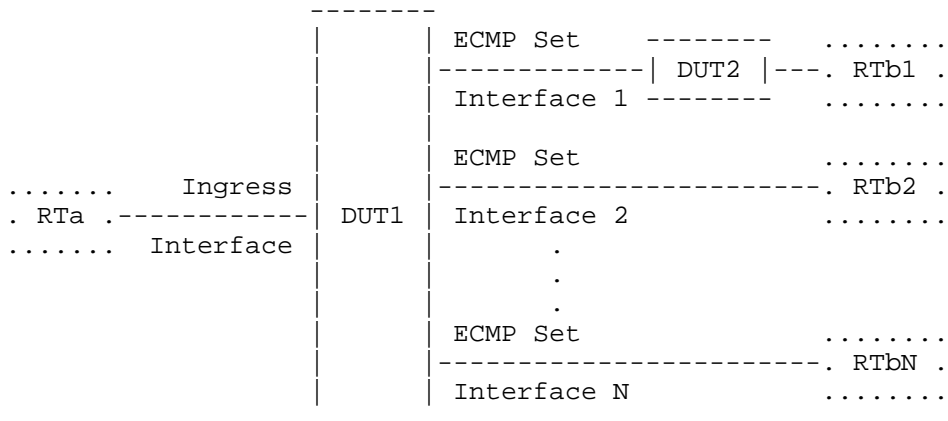 --------
|       | ECMP Set    --------   ........
|       |-------------| DUT2 |---. RTb1 .
|       | Interface 1 --------   ........
|       |
|       | ECMP Set               ........
.......   Ingress |       |------------------------. RTb2 .
. RTa .------------| DUT1 | Interface 2            ........
....... Interface |       |       .
|       |       .
|       |       .
|       | ECMP Set               ........
|       |------------------------. RTbN .
|       | Interface N            ........